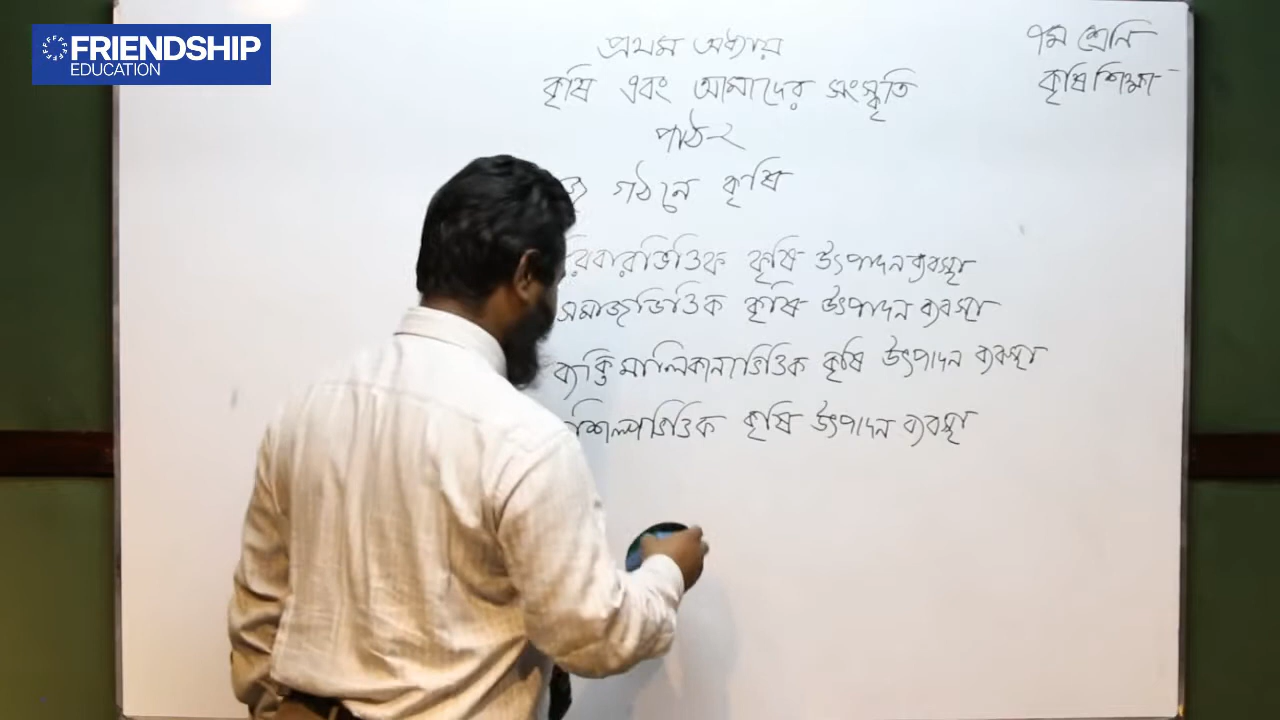 FRIENDSHIP
EDUCATION
৭ম শ্রেনি
কৃষি শিক্ষা
প্রথম অধ্যায়
কৃষি এবং আমাদের সংস্কৃতি
পাঠ-২
গঠনে কৃষি
কৃষি উৎপাদন ব্যবস্থা
সমাজভিত্তিক কৃষি উৎপাদন ব্যবস্থা
ব্যক্তি মালিকানাভিত্তিক কৃষি উৎপাদন ব্যবস্থা
শিল্পভিত্তিক কৃষি উৎপাদন ব্যবস্থা